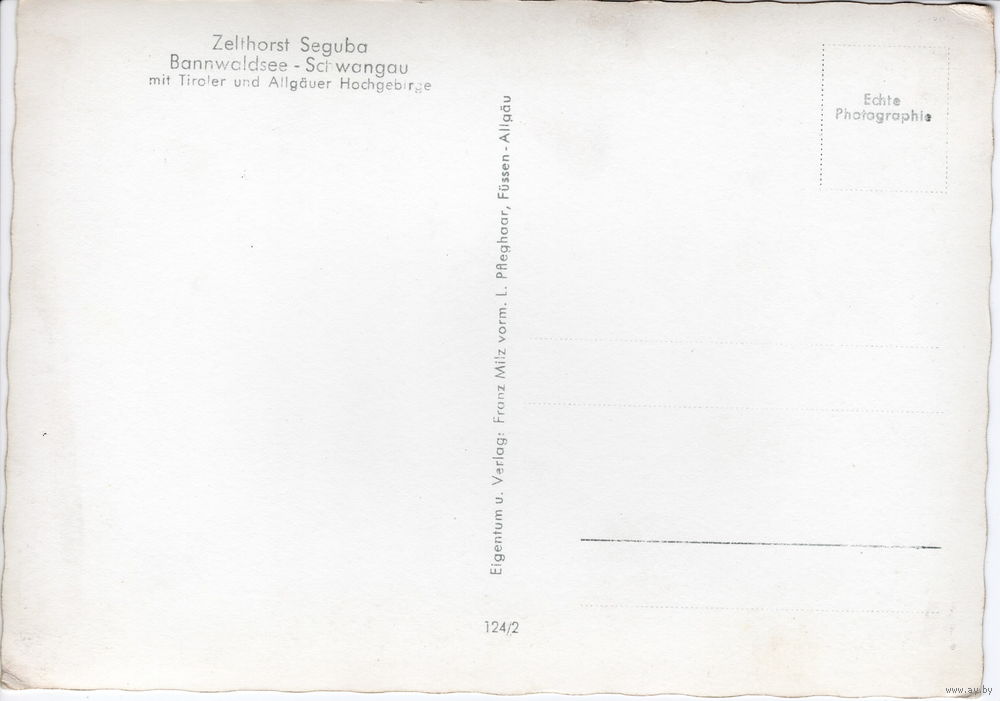 Zelthorst Seguba
Bannwaldsee - Schwangau
mit Tiroler und Allgäuer Hochgebirge
Echte
Photographie
Eigentum u. Verlag: Franz Milz vorm. L. Pfleghaar, Füssen - Allgäu
124/2
www.au.by